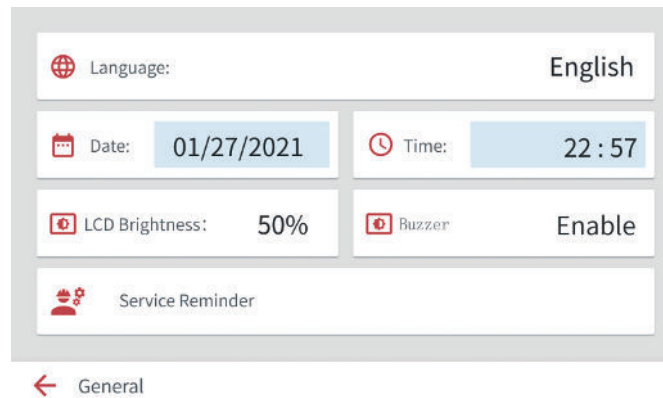 Language: English
Date: 01/27/2021 Time: 22 : 57
LCD Brightness: 50% Buzzer Enable
Service Reminder
General